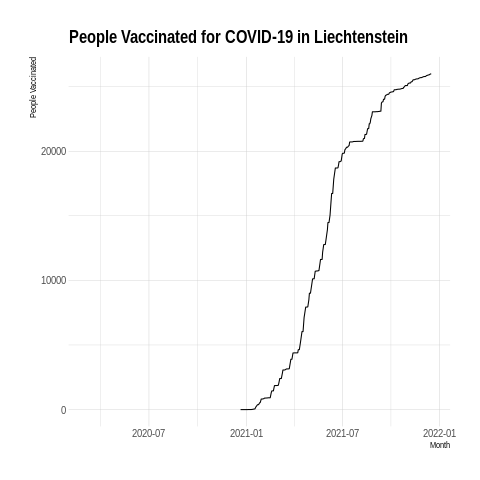 People Vaccinated for COVID-19 in Liechtenstein
People Vaccinated
20000
10000
0
2020-07 2021-01 2021-07 2022-01
Month